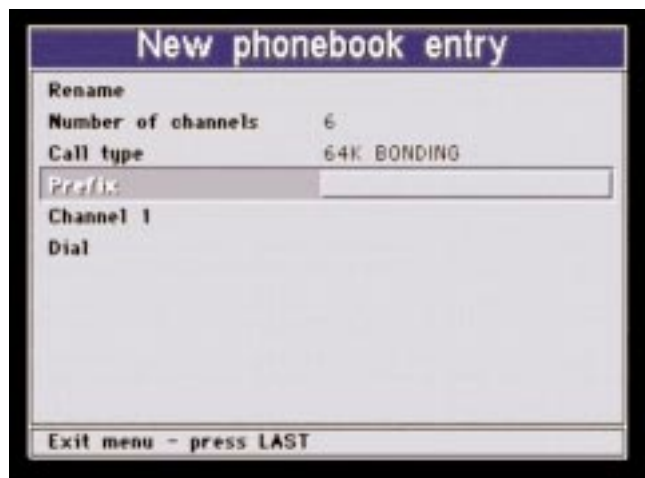 New phonebook entry
Rename
Number of channels 6
Call type 64K BONDING
Prefix
Channel 1
Dial
Exit menu - press LAST